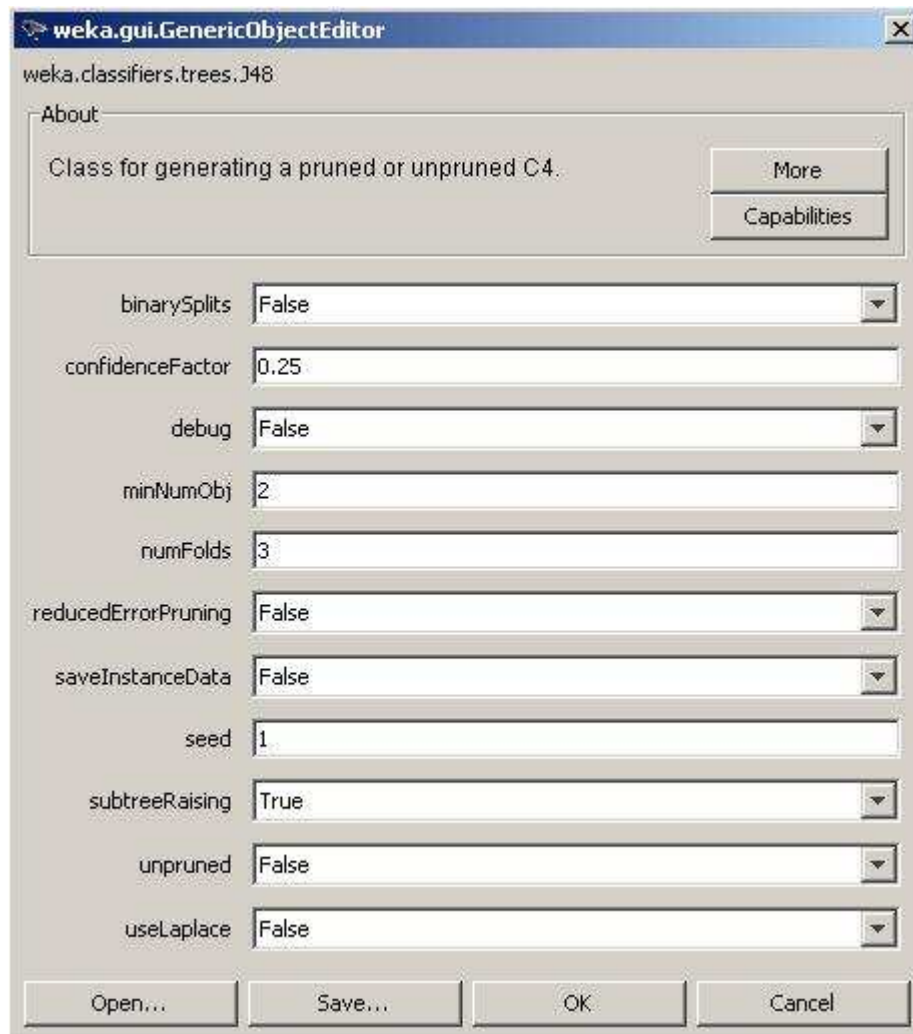 weka.gui.GenericObjectEditor
weka.classifiers.trees.J48
About
Class for generating a pruned or unpruned C4.
More
Capabilities
binarySplits False
confidenceFactor 0.25
debug False
minNumObj 2
numFolds 3
reducedErrorPruning False
saveInstanceData False
seed 1
subtreeRaising True
unpruned False
useLaplace False
Open... Save... OK Cancel